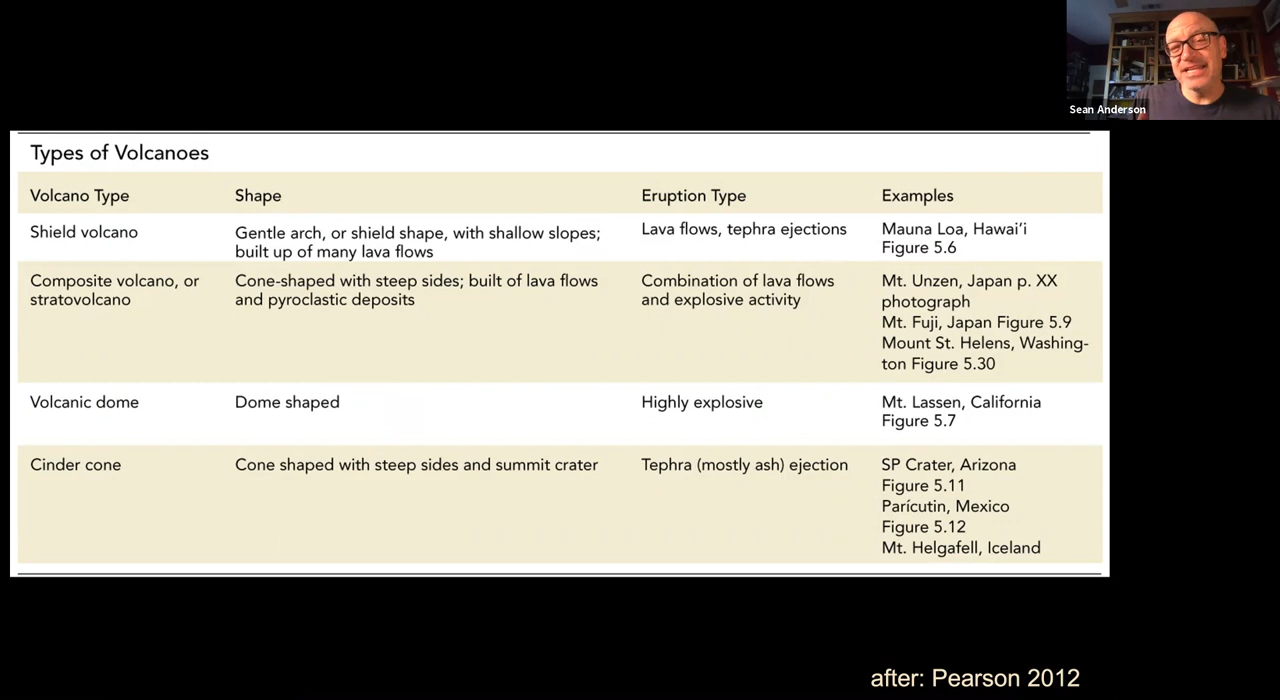 Sean Anderson
Types of Volcanoes
Volcano Type Shape Eruption Type Examples
Shield volcano
Gentle arch, or shield shape, with shallow slopes;
built up of many lava flows
Lava flows, tephra ejections
Mauna Loa, Hawai‘i
Figure 5.6
Composite volcano, or
stratovolcano
Cone-shaped with steep sides; built of lava flows
and pyroclastic deposits
Combination of lava flows
and explosive activity
Mt. Unzen, Japan p. XX
photograph
Mt. Fuji, Japan Figure 5.9
Mount St. Helens, Washing-
ton Figure 5.30
Volcanic dome
Dome shaped
Highly explosive
Mt. Lassen, California
Figure 5.7
Cinder cone
Cone shaped with steep sides and summit crater
Tephra (mostly ash) ejection
SP Crater, Arizona
Figure 5.11
Parícutin, Mexico
Figure 5.12
Mt. Helgafell, Iceland
after: Pearson 2012